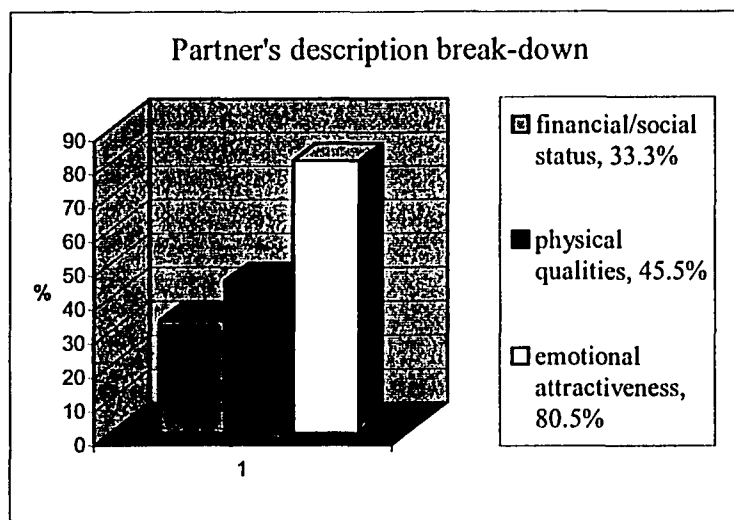 Partner's description break-down
90
80
70
60
50
40
30
20
10
0
%
1
financial/social
status, 33.3%
physical
qualities, 45.5%
emotional
attractiveness,
80.5%